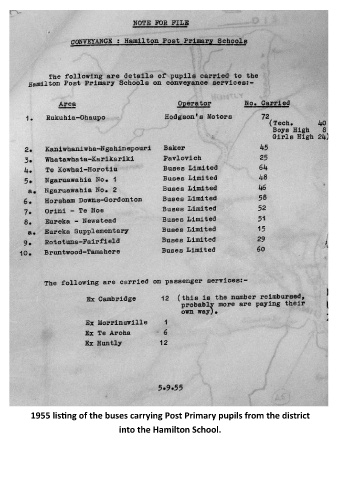 NOTE FOR FILE
CONVEYANCE : Hamilton Post Primary Schools
The following are details of pupils carried to the
Hamilton Post Primary Schools on conveyance services:-
Area Operator No. Carried
1. Rukuhia-Ohaupo Hodgson's Motors 72
(Tech. 40
Boys High 8
Girls High 24)
2. Kaniwhaniwha-Ngahinepouri Baker 45
3. Whatawhata-Karikariki Pavlovich 25
4. Te Kowhai-Horotiu Buses Limited 64
5. Ngaruawahia No. 1 Buses Limited 48
a. Ngaruawahia No. 2 Buses Limited 46
6. Horsham Downs-Gordonton Buses Limited 58
7. Orini - Te Hoe Buses Limited 52
8. Eureka - Newstead Buses Limited 51
a. Eureka Supplementary Buses Limited 15
9. Rototuna-Fairfield Buses Limited 29
10. Bruntwood-Tamahere Buses Limited 60
The following are carried on passenger services:-
Ex Cambridge 12 (this is the number reimbursed,
probably more are paying their
own way).
Ex Morrinsville 1
Ex Te Aroha 6
Ex Huntly 12
5.9.55
1955 listing of the buses carrying Post Primary pupils from the district
into the Hamilton School.